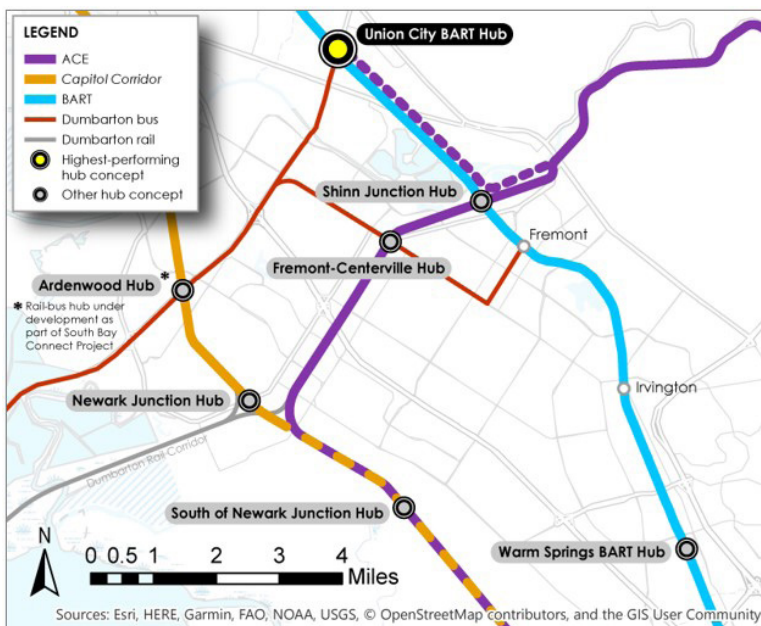 LEGEND
ACE
Capitol Corridor
BART
Dumbarton bus
Dumbarton rail
Highest-performing
hub concept
Other hub concept
Union City BART Hub
Shinn Junction Hub
Fremont
Fremont-Centerville Hub
Ardenwood Hub *
* Rail-bus hub under
development as
part of South Bay
Connect Project
Newark Junction Hub
Irvington
Dumbarton Rail Corridor
South of Newark Junction Hub
Warm Springs BART Hub
N
0 0.5 1 2 3 4
Miles
Sources: Esri, HERE, Garmin, FAO, NOAA, USGS, © OpenStreetMap contributors, and the GIS User Community